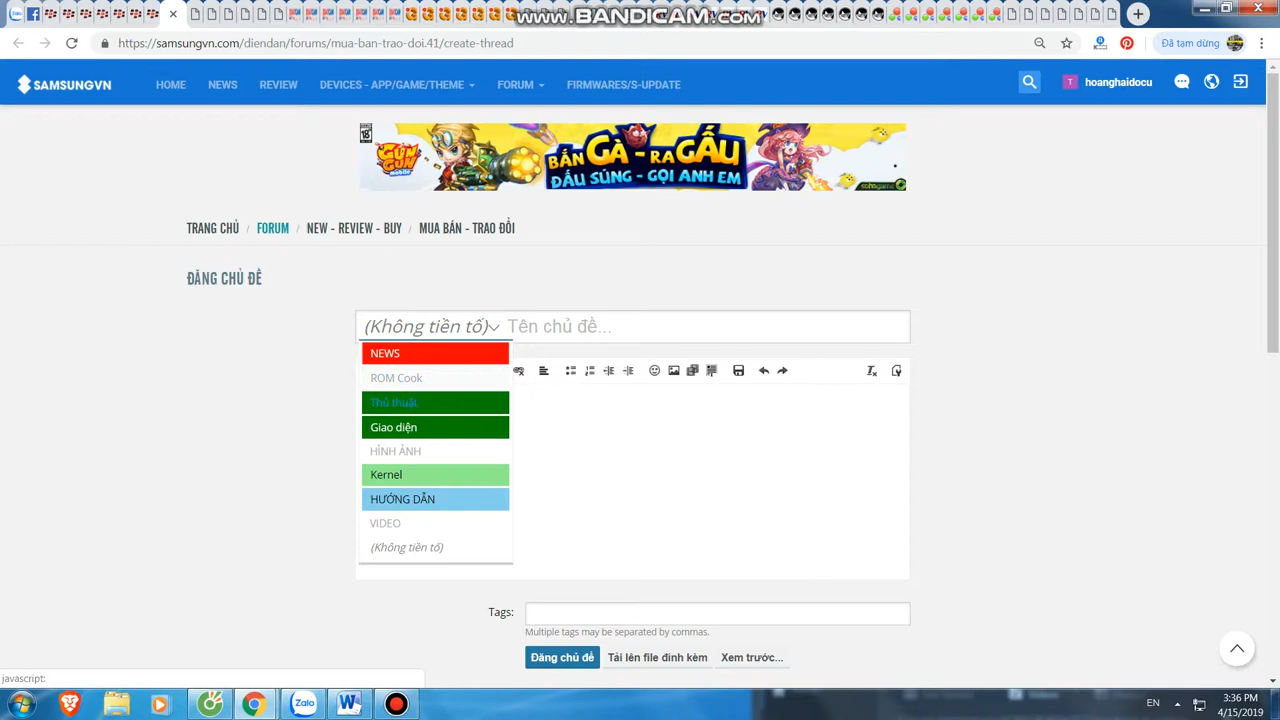 www.BANDICAM.com
https://samsungvn.com/diendan/forums/mua-ban-trao-doi.41/create-thread
Đã tạm dừng
SAMSUNGVN
HOME
NEWS
REVIEW
DEVICES - APP/GAME/THEME
FORUM
FIRMWARES/S-UPDATE
T
hoanghaidocu
18
GUN GUN
Mobile
BẮN GÀ - RA GẤU
ĐẤU SÚNG - GỌI ANH EM
sohagame
TRANG CHỦ / FORUM / NEW - REVIEW - BUY / MUA BÁN - TRAO ĐỔI
ĐĂNG CHỦ ĐỀ
(Không tiền tố) Tên chủ đề...
NEWS
ROM Cook
Thủ thuật
Giao diện
HÌNH ẢNH
Kernel
HƯỚNG DẪN
VIDEO
(Không tiền tố)
Tags:
Multiple tags may be separated by commas.
Đăng chủ đề
Tải lên file đính kèm
Xem trước...
javascript:
Zalo
EN
3:36 PM
4/15/2019